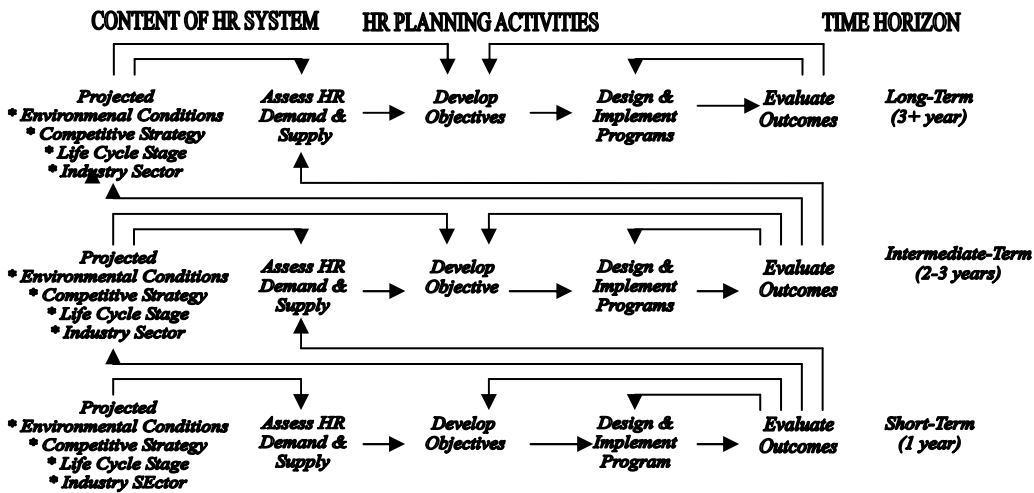 CONTENT OF HR SYSTEM
HR PLANNING ACTIVITIES
TIME HORIZON
Projected
* Environmenal Conditions
* Competitive Strategy
* Life Cycle Stage
* Industry Sector
Assess HR
Demand &
Supply
Develop
Objectives
Design &
Implement
Programs
Evaluate
Outcomes
Long-Term
(3+ year)
Projected
* Environmental Conditions
* Competitive Strategy
* Life Cycle Stage
* Industry Sector
Assess HR
Demand &
Supply
Develop
Objective
Design &
Implement
Programs
Evaluate
Outcomes
Intermediate-Term
(2-3 years)
Projected
* Environmental Conditions
* Competitive Strategy
* Life Cycle Stage
* Industry SEctor
Assess HR
Demand &
Supply
Develop
Objectives
Design &
Implement
Program
Evaluate
Outcomes
Short-Term
(1 year)